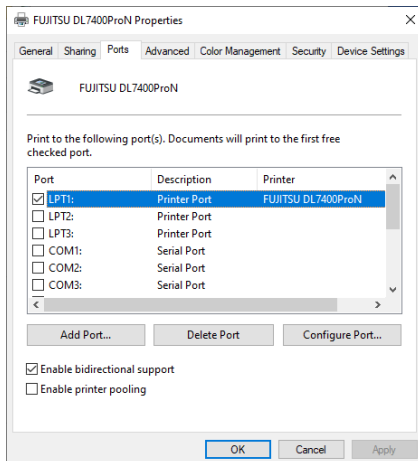 FUJITSU DL7400ProN Properties
General Sharing Ports Advanced Color Management Security Device Settings
FUJITSU DL7400ProN
Print to the following port(s). Documents will print to the first free
checked port.
Port Description Printer
LPT1: Printer Port FUJITSU DL7400ProN
LPT2: Printer Port
LPT3: Printer Port
COM1: Serial Port
COM2: Serial Port
COM3: Serial Port
Add Port... Delete Port Configure Port...
Enable bidirectional support
Enable printer pooling
OK Cancel Apply